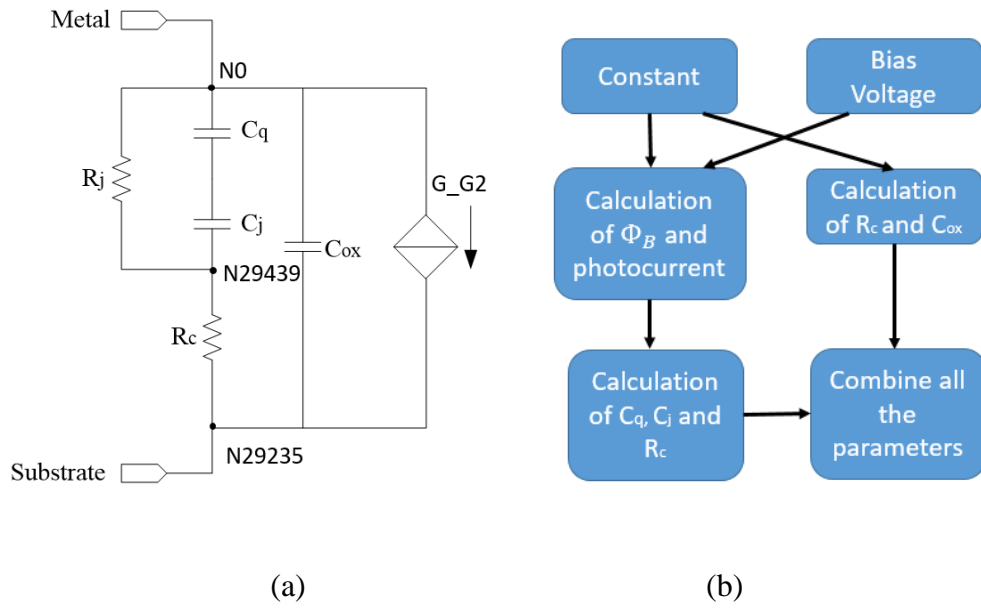 Metal
N0
Cq
Rj
Cj
G_G2
Cox
N29439
Rc
N29235
Substrate
(a)
Constant
Bias
Voltage
Calculation
of Φ_B and
photocurrent
Calculation
of Rc and Cox
Calculation
of Cq, Cj and
Rc
Combine all
the
parameters
(b)